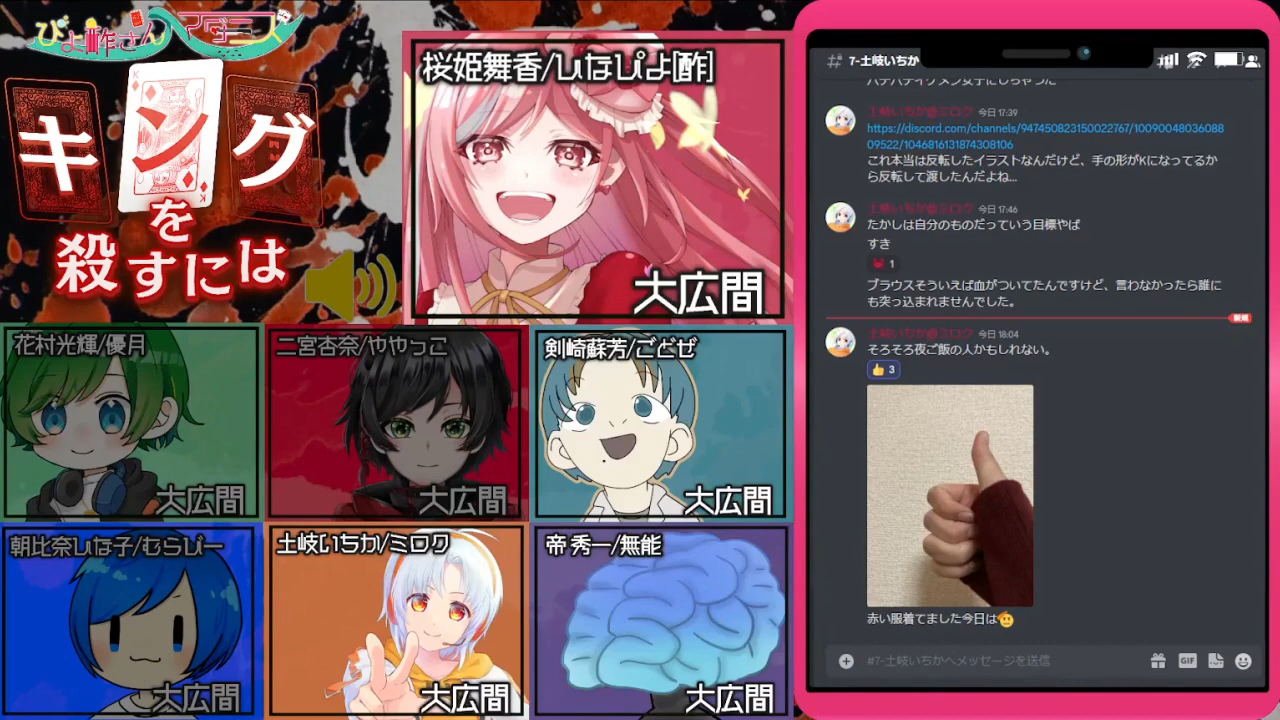 ぴよ酢さんマダミス
キング
を
殺すには
桜姫舞香/ひなぴよ[酢]
大広間
花村光輝/優月
大広間
二宮杏奈/ややっこ
大広間
剣崎蘇芳/ごどぜ
大広間
朝比奈ひな子/むらびー
大広間
土岐いちか/ミロク
大広間
帝 秀一/無能
大広間
# 7-土岐いちか
土岐いちか@ミロク 今日 17:39
https://discord.com/channels/947450823150022767/10090048036088
09522/1046816131874308106
これ本当は反転したイラストなんだけど、手の形がKになってるか
ら反転して渡したんだよね...
土岐いちか@ミロク 今日 17:46
たかしは自分のものだっていう目標やば
すき
1
ブラウスそういえば血がついてたんですけど、言わなかったら誰に
も突っ込まれませんでした。
新規
土岐いちか@ミロク 今日 18:04
そろそろ夜ご飯の人かもしれない。
3
赤い服着てました今日は
#7-土岐いちかへメッセージを送信
GIF